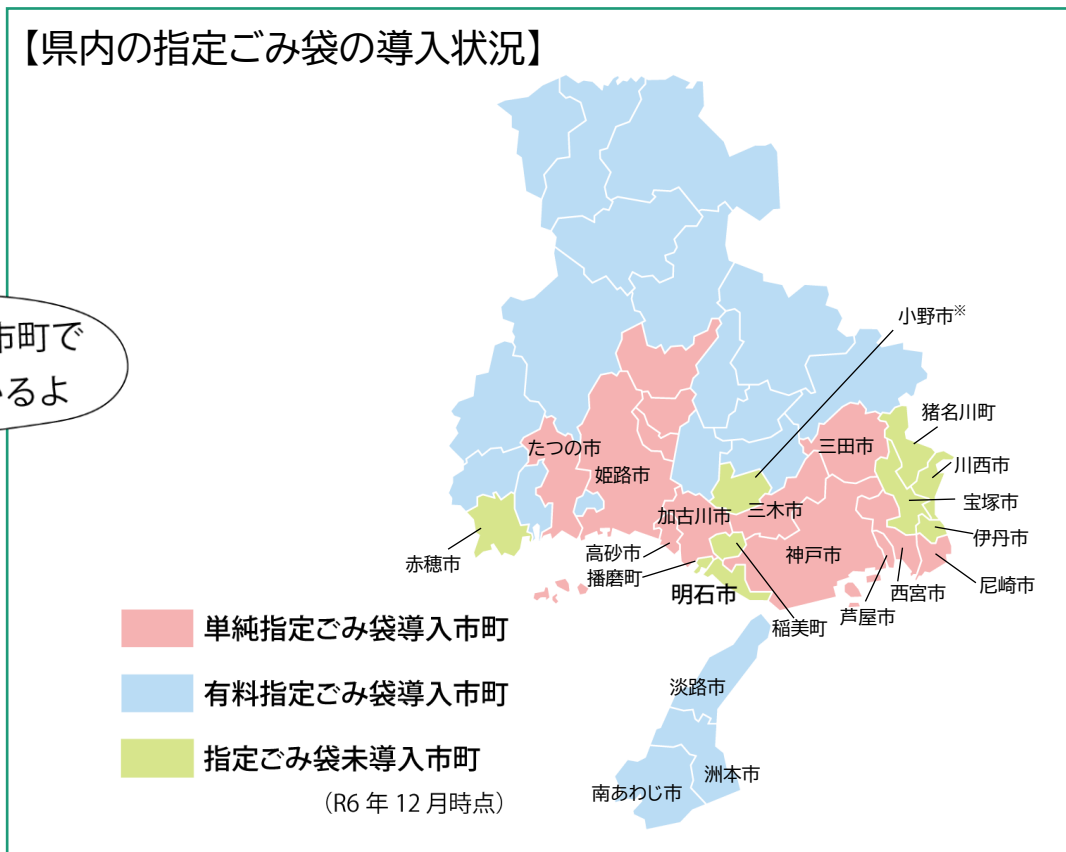 【県内の指定ごみ袋の導入状況】
市町で
いるよ
小野市※
猪名川町
三田市
たつの市
川西市
姫路市
宝塚市
加古川市
三木市
伊丹市
赤穂市
高砂市
神戸市
播磨町
尼崎市
明石市
西宮市
芦屋市
稲美町
単純指定ごみ袋導入市町
淡路市
有料指定ごみ袋導入市町
指定ごみ袋未導入市町
洲本市
南あわじ市
（R6 年 12 月時点）